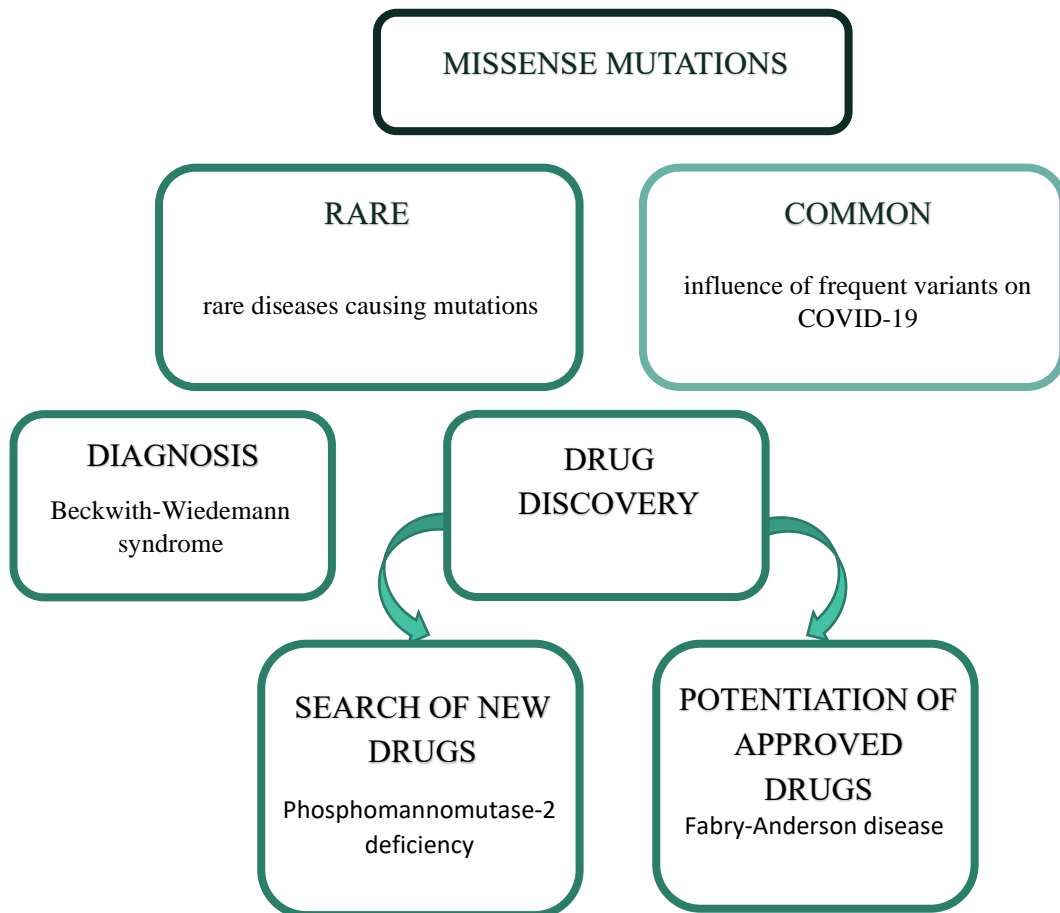 MISSENSE MUTATIONS
RARE
rare diseases causing mutations
COMMON
influence of frequent variants on
COVID-19
DIAGNOSIS
Beckwith-Wiedemann
syndrome
DRUG
DISCOVERY
SEARCH OF NEW
DRUGS
Phosphomannomutase-2
deficiency
POTENTIATION OF
APPROVED
DRUGS
Fabry-Anderson disease